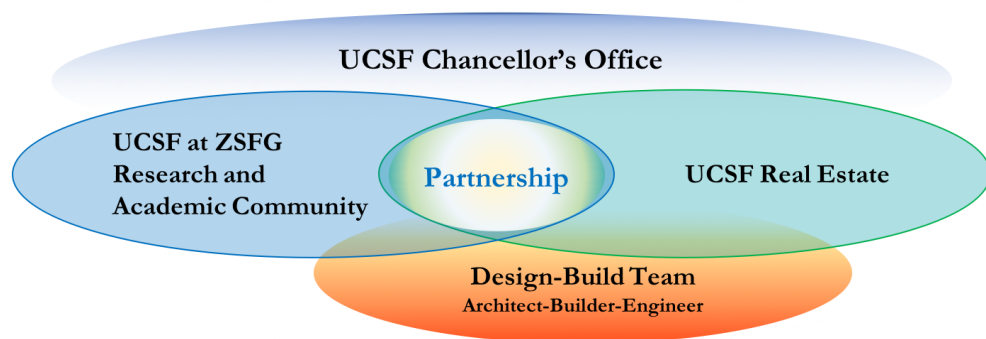 UCSF Chancellor’s Office
UCSF at ZSFG
Research and
Academic Community
Partnership
UCSF Real Estate
Design-Build Team
Architect-Builder-Engineer